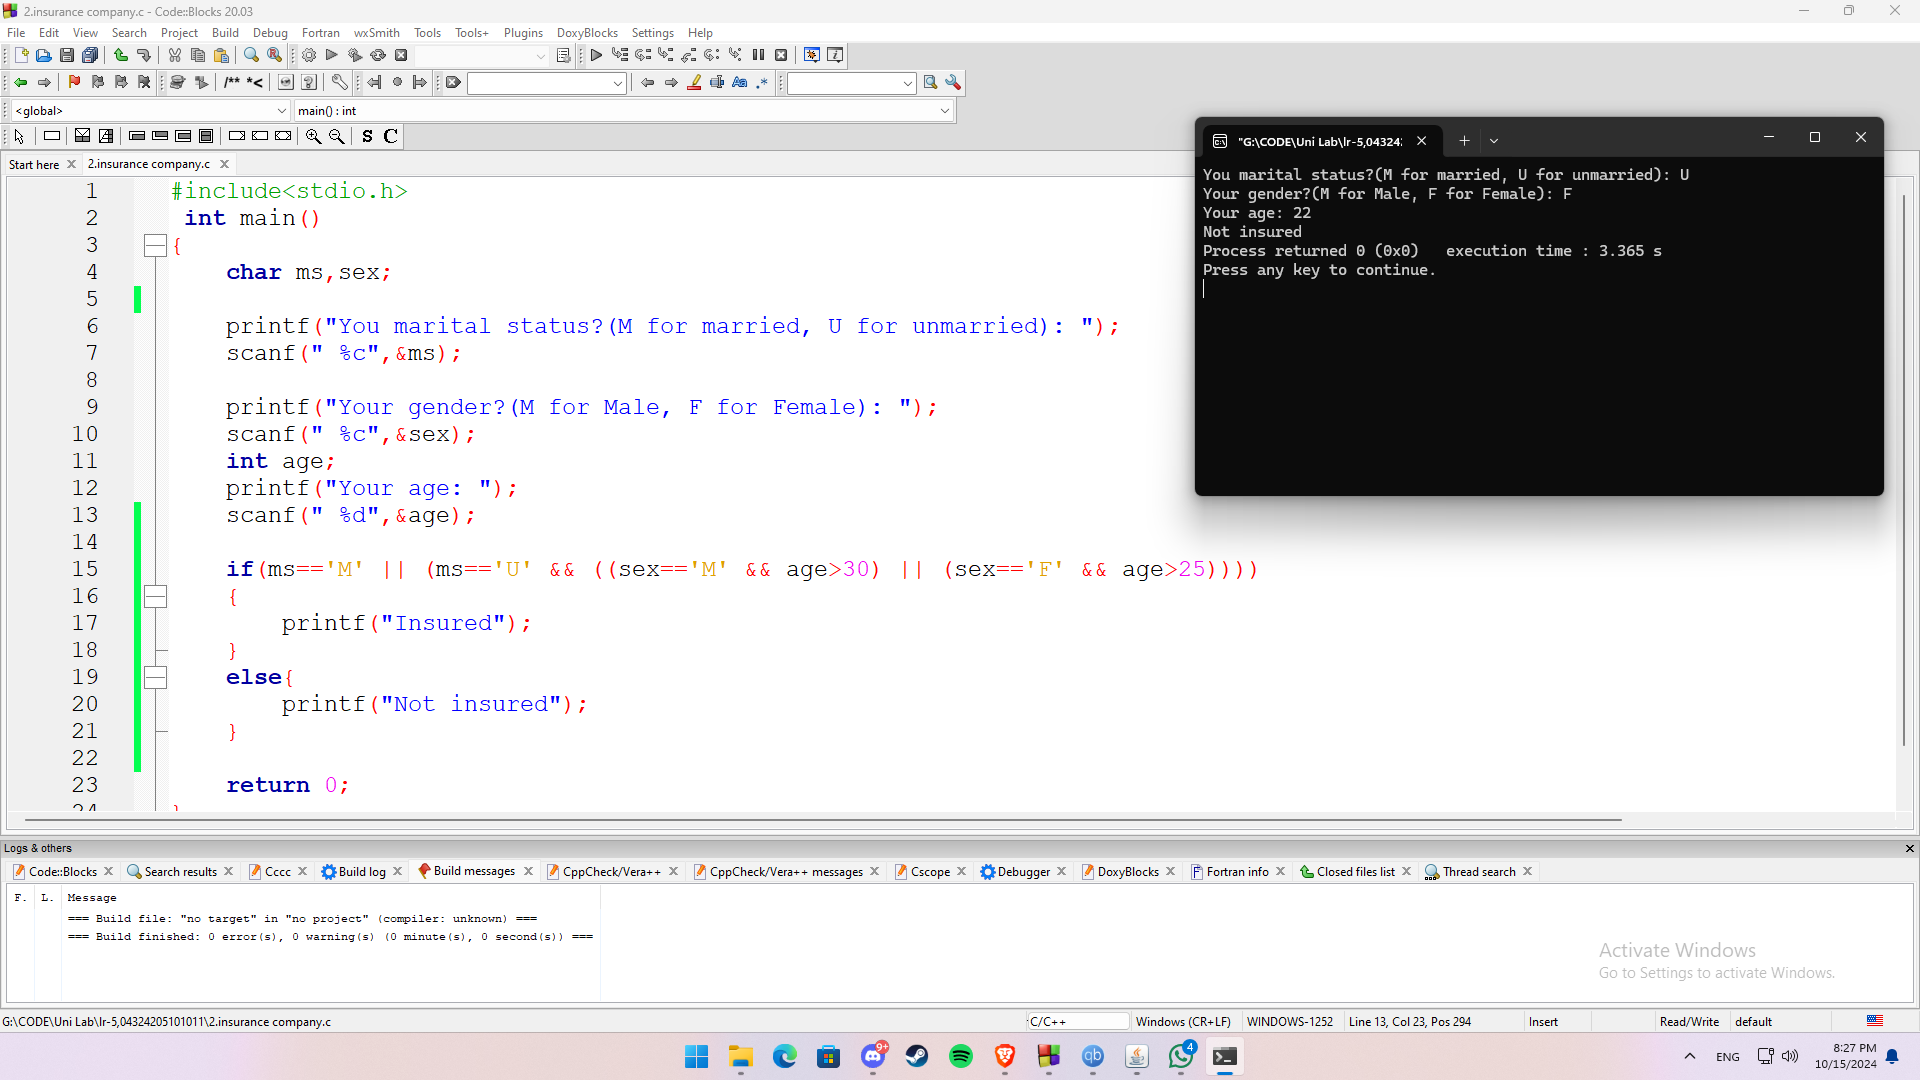 2.insurance company.c - Code::Blocks 20.03
File Edit View Search Project Build Debug Fortran wxSmith Tools Tools+ Plugins DoxyBlocks Settings Help
/** *<
Aa .*
<global>
main() : int
S C
Start here
2.insurance company.c
1 #include<stdio.h>
2 int main()
3 {
4 char ms,sex;
5
6 printf("You marital status?(M for married, U for unmarried): ");
7 scanf(" %c",&ms);
8
9 printf("Your gender?(M for Male, F for Female): ");
10 scanf(" %c",&sex);
11 int age;
12 printf("Your age: ");
13 scanf(" %d",&age);
14
15 if(ms=='M' || (ms=='U' && ((sex=='M' && age>30) || (sex=='F' && age>25))))
16 {
17 printf("Insured");
18 }
19 else{
20 printf("Not insured");
21 }
22
23 return 0;
24 }
"G:\CODE\Uni Lab\lr-5,04324:
You marital status?(M for married, U for unmarried): U
Your gender?(M for Male, F for Female): F
Your age: 22
Not insured
Process returned 0 (0x0)   execution time : 3.365 s
Press any key to continue.
Logs & others
Code::Blocks
Search results
Cccc
Build log
Build messages
CppCheck/Vera++
CppCheck/Vera++ messages
Cscope
Debugger
DoxyBlocks
Fortran info
Closed files list
Thread search
F. L. Message
=== Build file: "no target" in "no project" (compiler: unknown) ===
=== Build finished: 0 error(s), 0 warning(s) (0 minute(s), 0 second(s)) ===
Activate Windows
Go to Settings to activate Windows.
G:\CODE\Uni Lab\lr-5,04324205101011\2.insurance company.c
C/C++
Windows (CR+LF)
WINDOWS-1252
Line 13, Col 23, Pos 294
Insert
Read/Write
default
9+
qb
4
ENG
8:27 PM
10/15/2024